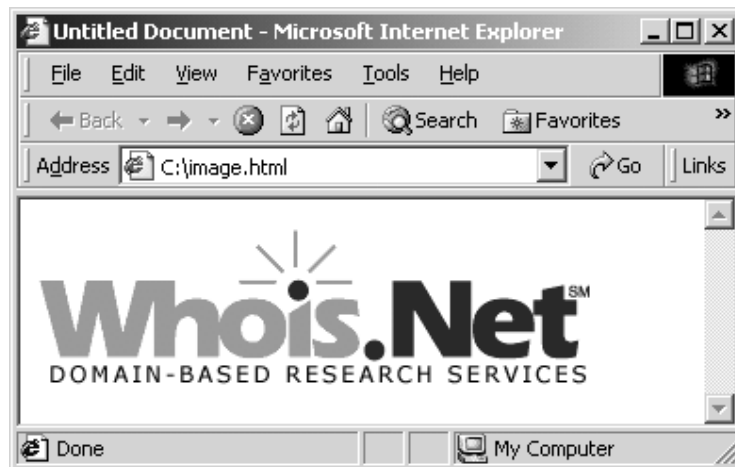 Untitled Document - Microsoft Internet Explorer
File Edit View Favorites Tools Help
Back Search Favorites »
Address C:\image.html Go Links
Whois.Net SM
DOMAIN-BASED RESEARCH SERVICES
Done My Computer